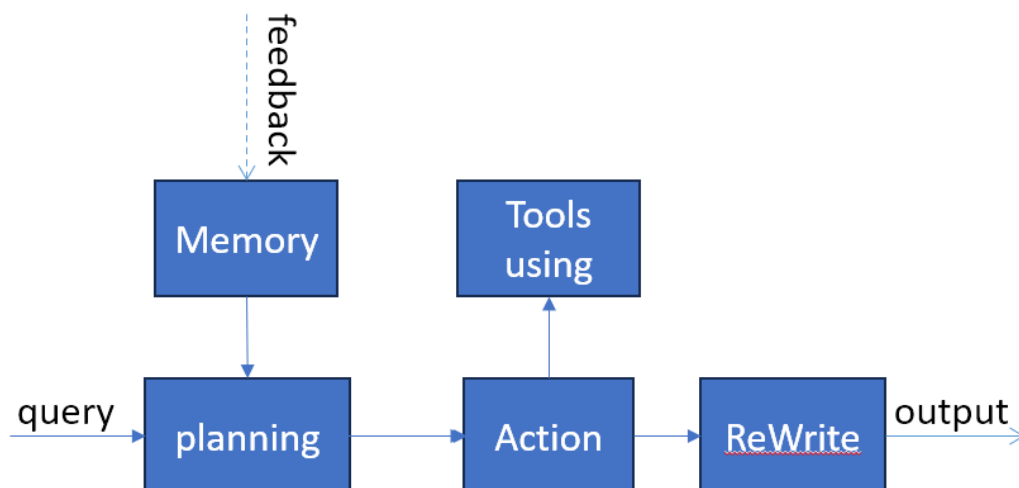 feedback
Memory
Tools
using
query
planning
Action
ReWrite
output